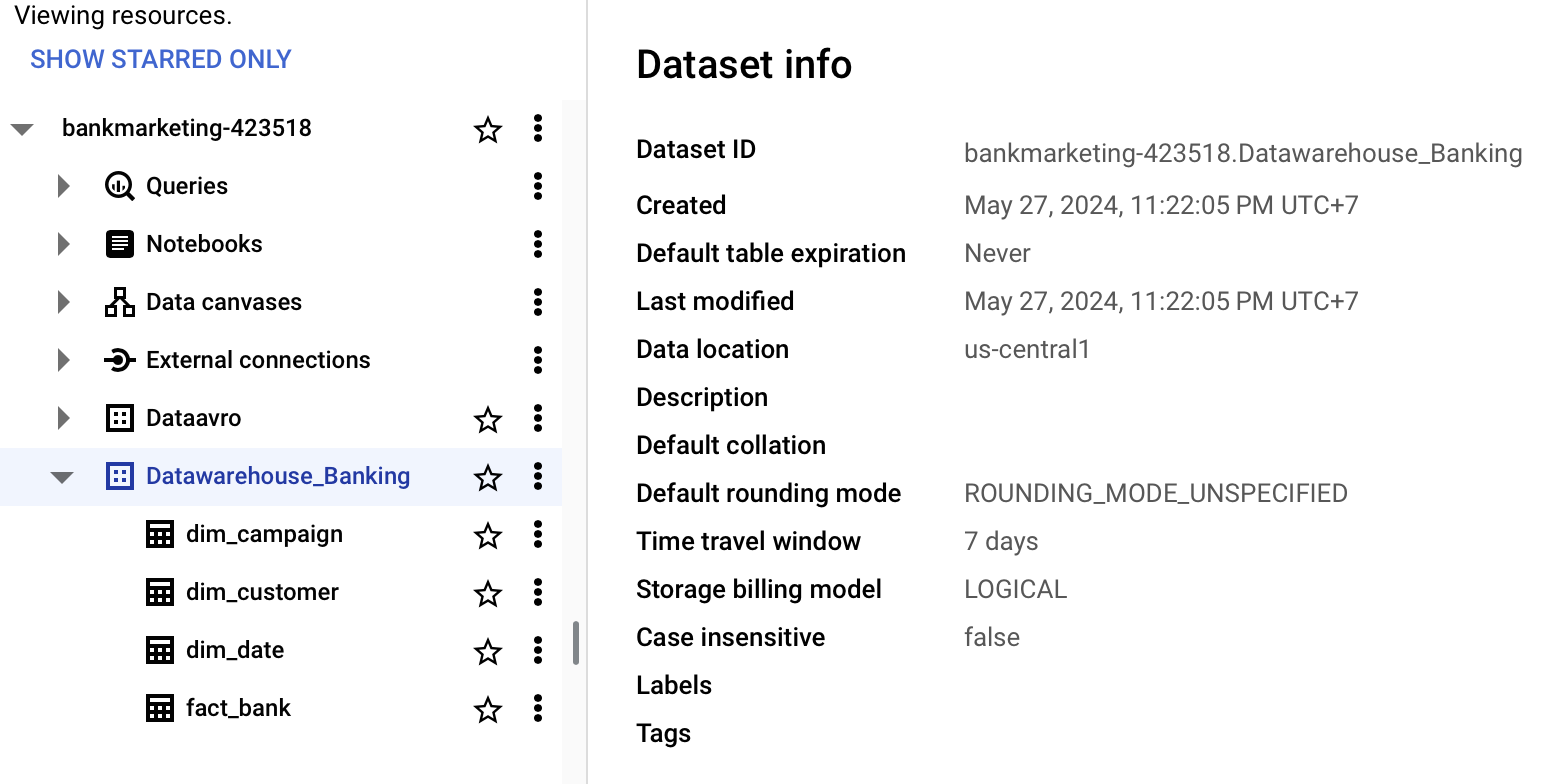 Viewing resources.
SHOW STARRED ONLY
bankmarketing-423518
Queries
Notebooks
Data canvases
External connections
Dataavro
Datawarehouse_Banking
dim_campaign
dim_customer
dim_date
fact_bank
Dataset info
Dataset ID bankmarketing-423518.Datawarehouse_Banking
Created May 27, 2024, 11:22:05 PM UTC+7
Default table expiration Never
Last modified May 27, 2024, 11:22:05 PM UTC+7
Data location us-central1
Description
Default collation
Default rounding mode ROUNDING_MODE_UNSPECIFIED
Time travel window 7 days
Storage billing model LOGICAL
Case insensitive false
Labels
Tags